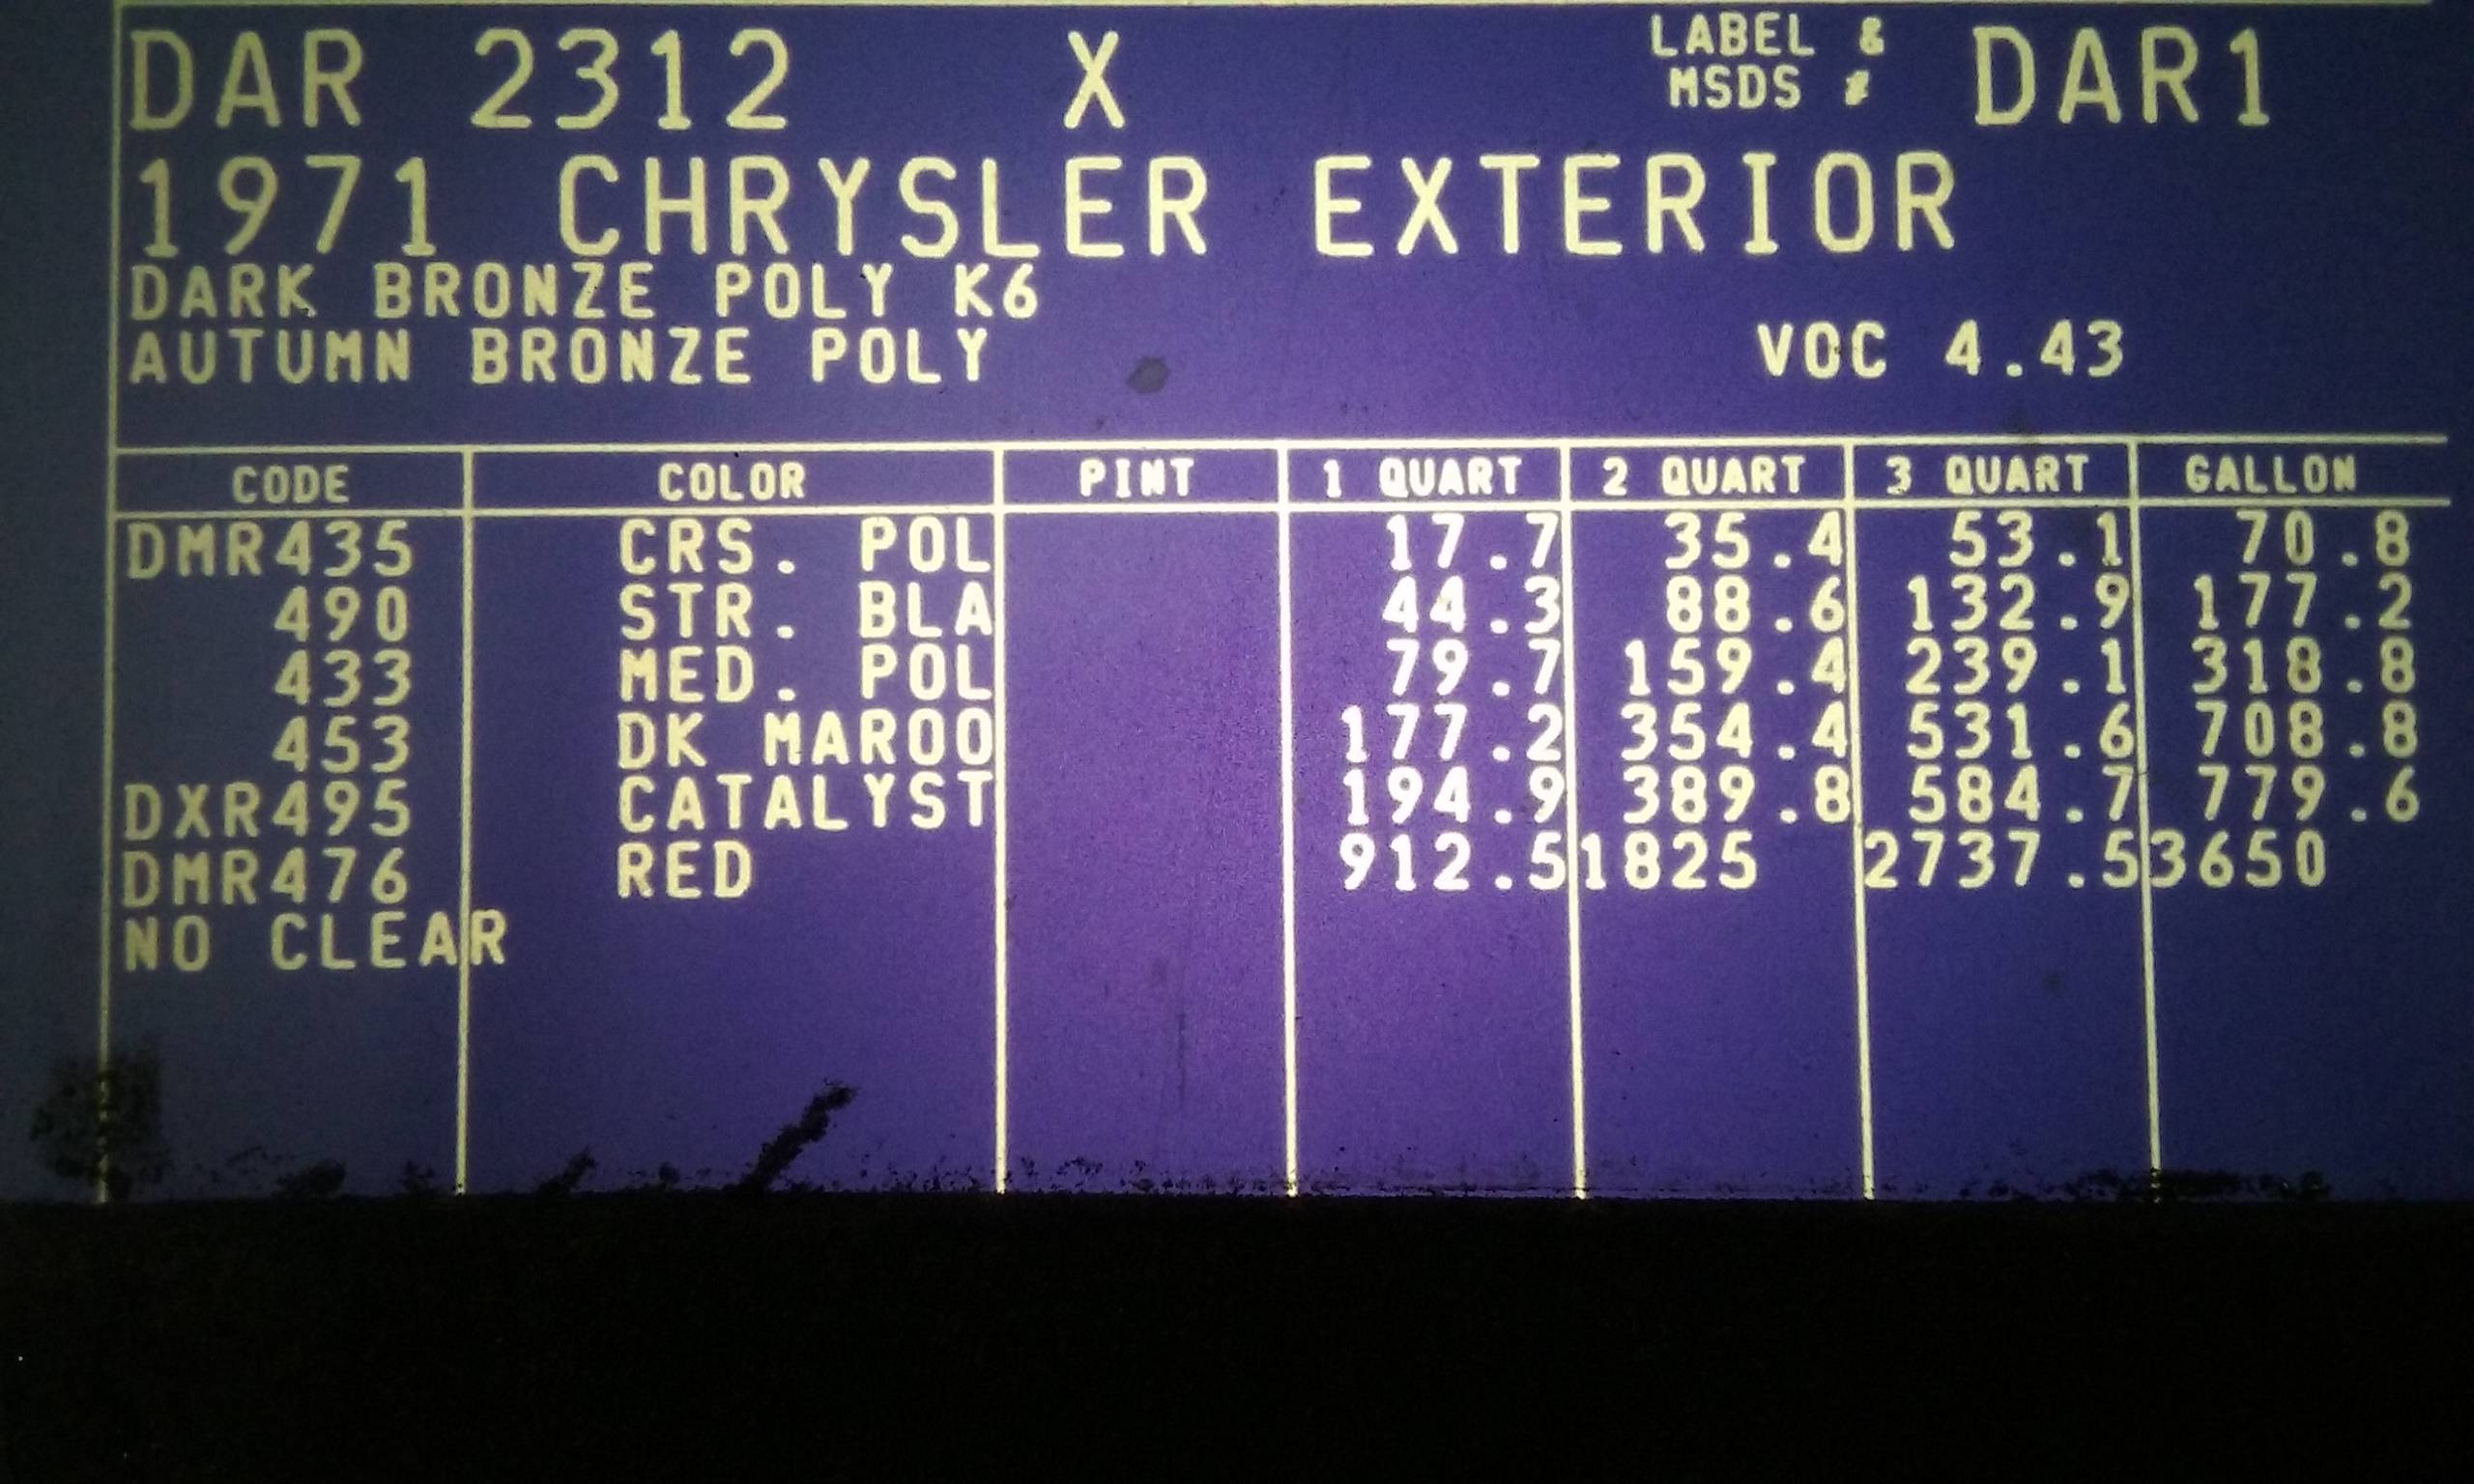 DAR 2312 X LABEL & MSDS # DAR1
1971 CHRYSLER EXTERIOR
DARK BRONZE POLY K6
AUTUMN BRONZE POLY VOC 4.43
CODE COLOR PINT 1 QUART 2 QUART 3 QUART GALLON
DMR435 CRS. POL 17.7 35.4 53.1 70.8
490 STR. BLA 44.3 88.6 132.9 177.2
433 MED. POL 79.7 159.4 239.1 318.8
453 DK MAROO 177.2 354.4 531.6 708.8
DXR495 CATALYST 194.9 389.8 584.7 779.6
DMR476 RED 912.5 1825 2737.5 3650
NO CLEAR